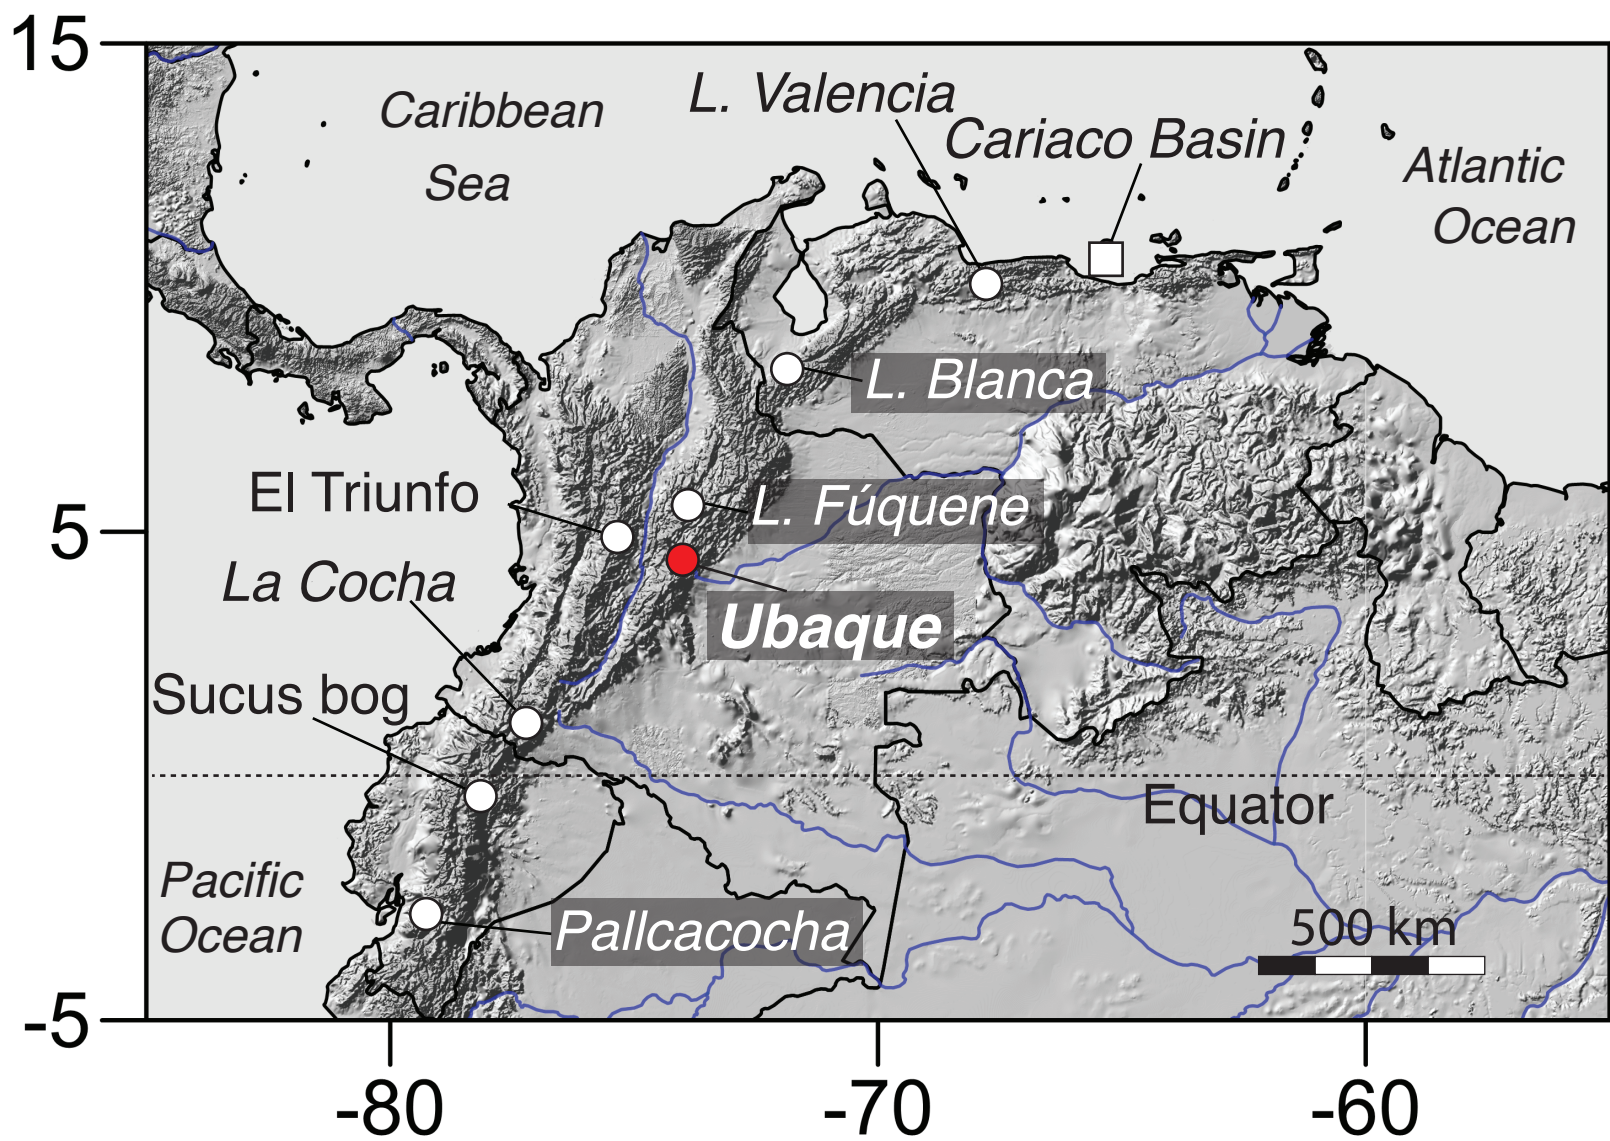 15
L. Valencia
Caribbean
Sea
Cariaco Basin
Atlantic
Ocean
L. Blanca
El Triunfo
L. Fúquene
5
La Cocha
Ubaque
Sucus bog
Equator
Pacific
Ocean
Pallcacocha
500 km
-5
-80
-70
-60